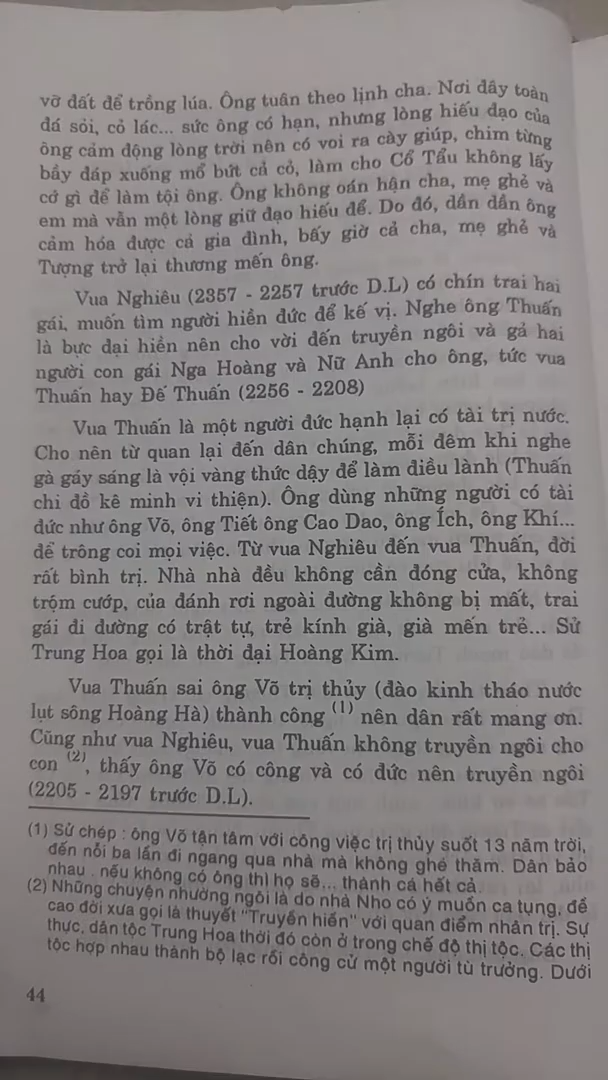 vỡ đất để trồng lúa. Ông tuân theo lịnh cha. Nơi đây toàn
đá sỏi, cỏ lác... sức ông có hạn, nhưng lòng hiếu đạo của
ông cảm động lòng trời nên có voi ra cày giúp, chim từng
bầy đáp xuống mổ bứt cả cỏ, làm cho Cổ Tẩu không lấy
cớ gì để làm tội ông. Ông không oán hận cha, mẹ ghẻ và
em mà vẫn một lòng giữ đạo hiếu để. Do đó, dần dần ông
cảm hóa được cả gia đình, bấy giờ cả cha, mẹ ghẻ và
Tượng trở lại thương mến ông.
Vua Nghiêu (2357 - 2257 trước D.L) có chín trai hai
gái, muốn tìm người hiền đức để kế vị. Nghe ông Thuấn
là bực đại hiền nên cho vời đến truyền ngôi và gả hai
người con gái Nga Hoàng và Nữ Anh cho ông, tức vua
Thuấn hay Đế Thuấn (2256 - 2208)
Vua Thuấn là một người đức hạnh lại có tài trị nước.
Cho nên từ quan lại đến dân chúng, mỗi đêm khi nghe
gà gáy sáng là vội vàng thức dậy để làm điều lành (Thuấn
chi đồ kê minh vi thiện). Ông dùng những người có tài
đức như ông Võ, ông Tiết ông Cao Dao, ông Ích, ông Khí...
để trông coi mọi việc. Từ vua Nghiêu đến vua Thuấn, đời
rất bình trị. Nhà nhà đều không cần đóng cửa, không
trộm cướp, của đánh rơi ngoài đường không bị mất, trai
gái đi đường có trật tự, trẻ kính già, già mến trẻ... Sử
Trung Hoa gọi là thời đại Hoàng Kim.
Vua Thuấn sai ông Võ trị thủy (đào kinh tháo nước
lụt sông Hoàng Hà) thành công (1) nên dân rất mang ơn.
Cũng như vua Nghiêu, vua Thuấn không truyền ngôi cho
con (2), thấy ông Võ có công và có đức nên truyền ngôi
(2205 - 2197 trước D.L).
(1) Sử chép : ông Võ tận tâm với công việc trị thủy suốt 13 năm trời,
đến nỗi ba lần đi ngang qua nhà mà không ghé thăm. Dân bảo
nhau . nếu không có ông thì họ sẽ... thành cá hết cả
(2) Những chuyện nhường ngôi là do nhà Nho có ý muốn ca tụng, đề
cao đời xưa gọi là thuyết "Truyền hiền" với quan điểm nhân trị. Sự
thực, dân tộc Trung Hoa thời đó còn ở trong chế độ thị tộc. Các thị
tộc hợp nhau thành bộ lạc rồi công cử một người tù trưởng. Dưới
44